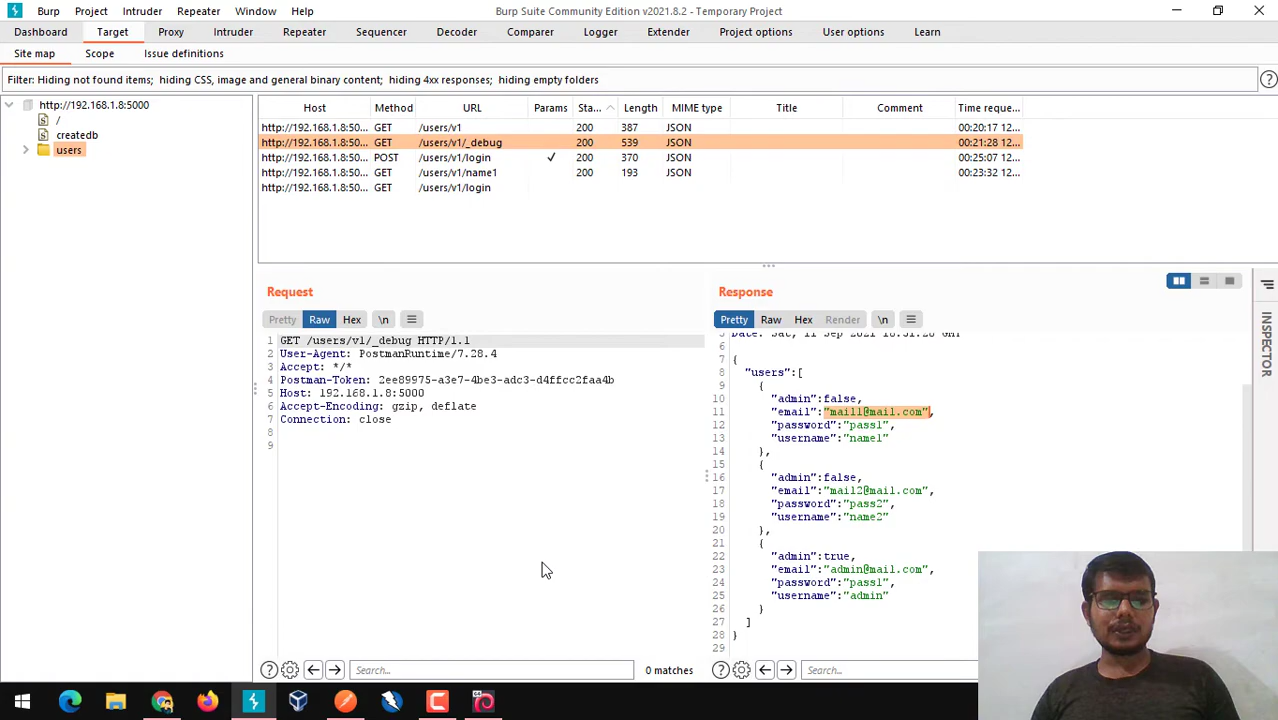 Burp Project Intruder Repeater Window Help Burp Suite Community Edition v2021.8.2 - Temporary Project
Dashboard Target Proxy Intruder Repeater Sequencer Decoder Comparer Logger Extender Project options User options Learn
Site map Scope Issue definitions
Filter: Hiding not found items; hiding CSS, image and general binary content; hiding 4xx responses; hiding empty folders ?
http://192.168.1.8:5000
/
createdb
users
Host Method URL Params Sta... Length MIME type Title Comment Time reque...
http://192.168.1.8:50... GET /users/v1 200 387 JSON 00:20:17 12...
http://192.168.1.8:50... GET /users/v1/_debug 200 539 JSON 00:21:28 12...
http://192.168.1.8:50... POST /users/v1/login ✓ 200 370 JSON 00:25:07 12...
http://192.168.1.8:50... GET /users/v1/name1 200 193 JSON 00:23:32 12...
http://192.168.1.8:50... GET /users/v1/login
Request
Pretty Raw Hex \n
1 GET /users/v1/_debug HTTP/1.1
2 User-Agent: PostmanRuntime/7.28.4
3 Accept: */*
4 Postman-Token: 2ee89975-a3e7-4be3-adc3-d4ffcc2faa4b
5 Host: 192.168.1.8:5000
6 Accept-Encoding: gzip, deflate
7 Connection: close
8
9
? Search... 0 matches
Response
Pretty Raw Hex Render \n
5 Date: Sat, 11 Sep 2021 18:51:28 GMT
6
7 {
8 "users":[
9 {
10 "admin":false,
11 "email":"mail1@mail.com",
12 "password":"pass1",
13 "username":"name1"
14 },
15 {
16 "admin":false,
17 "email":"mail2@mail.com",
18 "password":"pass2",
19 "username":"name2"
20 },
21 {
22 "admin":true,
23 "email":"admin@mail.com",
24 "password":"pass1",
25 "username":"admin"
26 }
27 ]
28 }
29
? Search...
INSPECTOR